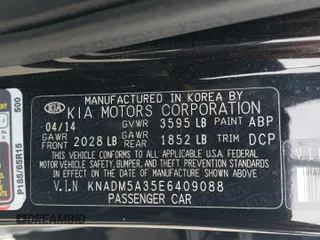 MANUFACTURED IN KOREA BY
KIA KIA MOTORS CORPORATION
04/14 GVWR 3595 LB PAINT ABP
GAWR FRONT 2028 LB GAWR REAR 1852 LB TRIM DCP
THIS VEHICLE CONFORMS TO ALL APPLICABLE FEDERAL
MOTOR VEHICLE SAFETY, BUMPER, AND THEFT
PREVENTION STANDARDS IN EFFECT ON THE DATE OF
MANUFACTURE SHOWN ABOVE.
V.I.N KNADM5A35E6409088
PASSENGER CAR
500
P185/65R15
V.I.N
©DREAMBID